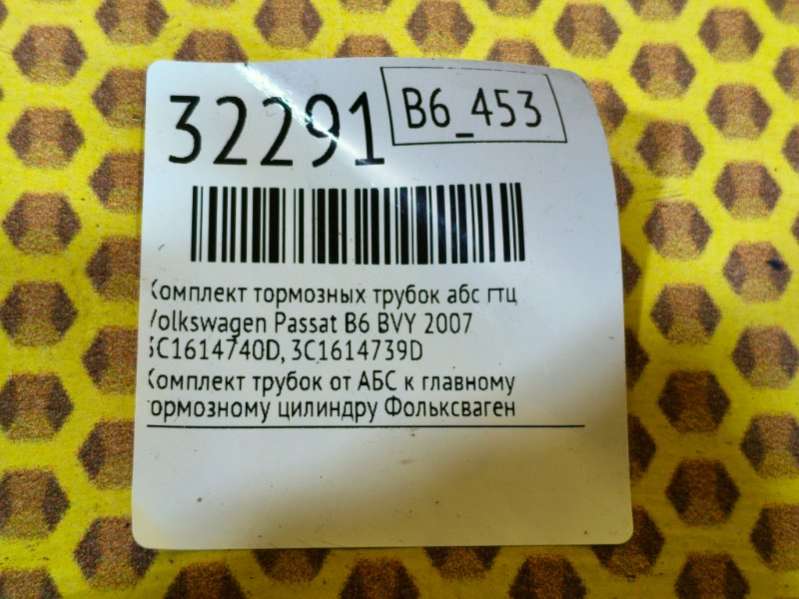 32291
B6_453
Комплект тормозных трубок абс гтц
Volkswagen Passat B6 BVY 2007
3C1614740D, 3C1614739D
Комплект трубок от АБС к главному
тормозному цилиндру Фольксваген